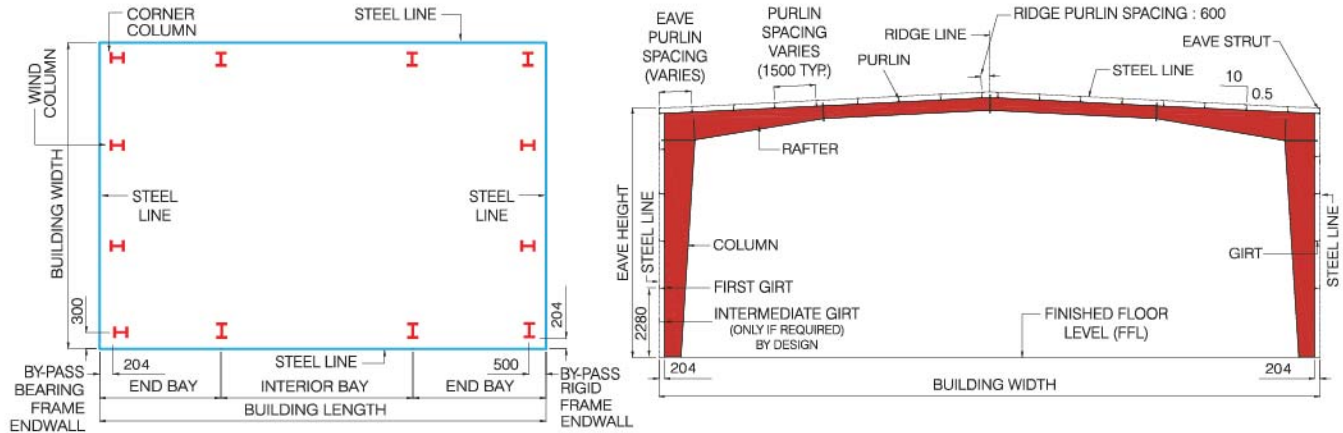 STEEL LINE
CORNER
COLUMN
WIND
COLUMN
BUILDING WIDTH
STEEL
LINE
STEEL
LINE
300
204
STEEL LINE
204
500
BY-PASS
BEARING
FRAME
ENDWALL
END BAY
INTERIOR BAY
END BAY
BUILDING LENGTH
BY-PASS
RIGID
FRAME
ENDWALL
EAVE
PURLIN
SPACING
(VARIES)
PURLIN
SPACING
VARIES
(1500 TYP.)
RIDGE PURLIN SPACING : 600
RIDGE LINE
PURLIN
EAVE STRUT
STEEL LINE
10
0.5
RAFTER
EAVE HEIGHT
STEEL LINE
COLUMN
GIRT
STEEL LINE
FIRST GIRT
2280
INTERMEDIATE GIRT
(ONLY IF REQUIRED)
BY DESIGN
FINISHED FLOOR
LEVEL (FFL)
204
204
BUILDING WIDTH